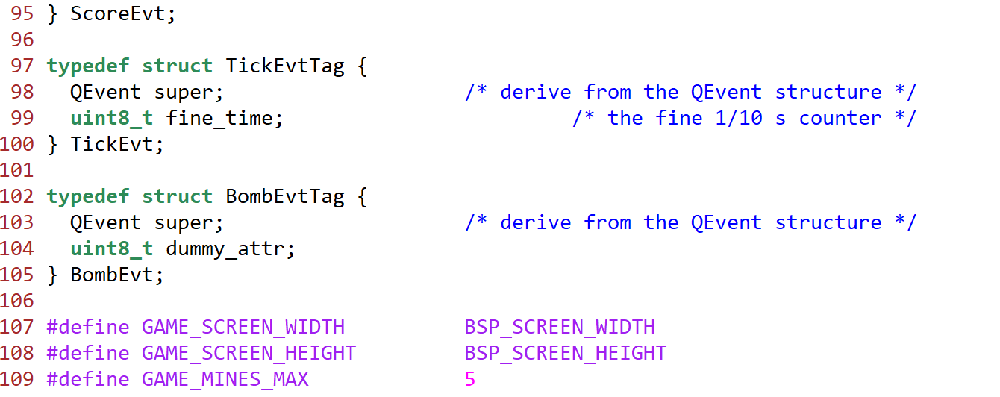 95 } ScoreEvt;
96
97 typedef struct TickEvtTag {
98   QEvent super;                    /* derive from the QEvent structure */
99   uint8_t fine_time;                        /* the fine 1/10 s counter */
100 } TickEvt;
101
102 typedef struct BombEvtTag {
103   QEvent super;                    /* derive from the QEvent structure */
104   uint8_t dummy_attr;
105 } BombEvt;
106
107 #define GAME_SCREEN_WIDTH          BSP_SCREEN_WIDTH
108 #define GAME_SCREEN_HEIGHT         BSP_SCREEN_HEIGHT
109 #define GAME_MINES_MAX             5